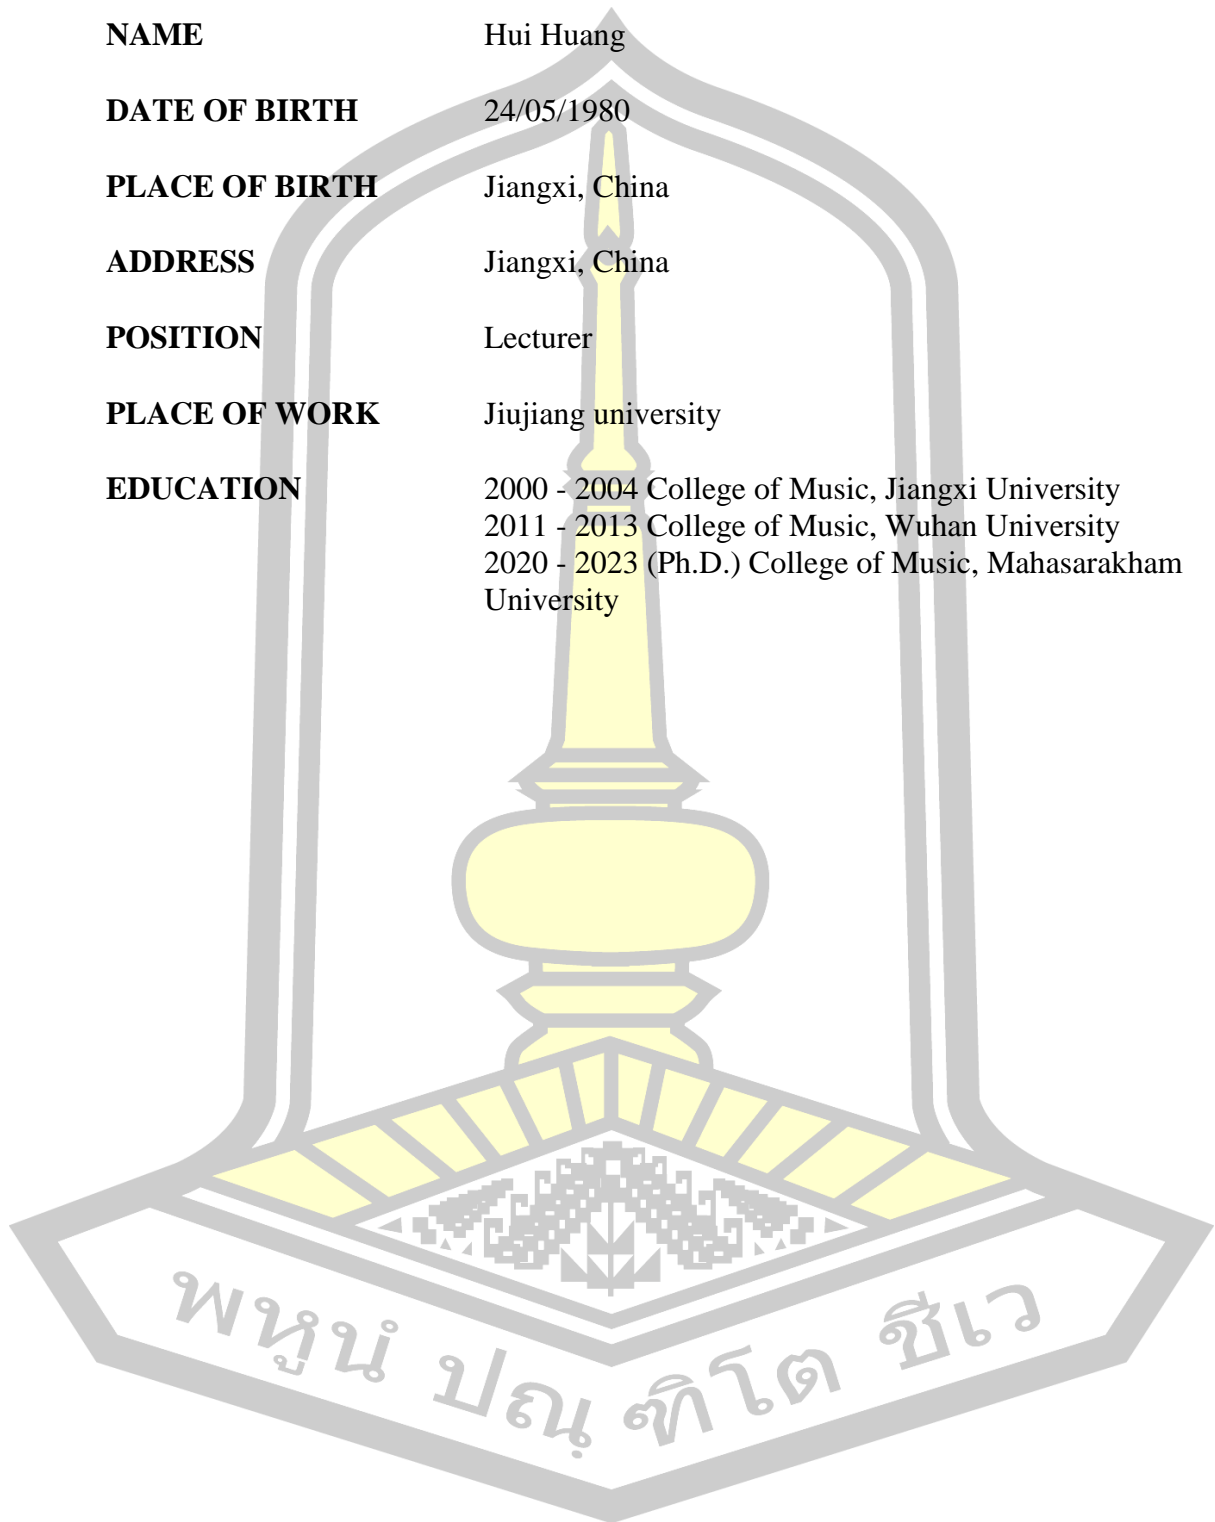 NAME Hui Huang
DATE OF BIRTH 24/05/1980
PLACE OF BIRTH Jiangxi, China
ADDRESS Jiangxi, China
POSITION Lecturer
PLACE OF WORK Jiujiang university
EDUCATION 2000 - 2004 College of Music, Jiangxi University
2011 - 2013 College of Music, Wuhan University
2020 - 2023 (Ph.D.) College of Music, Mahasarakham
University
พหูนํ ปณฺฑิโต ชีเว